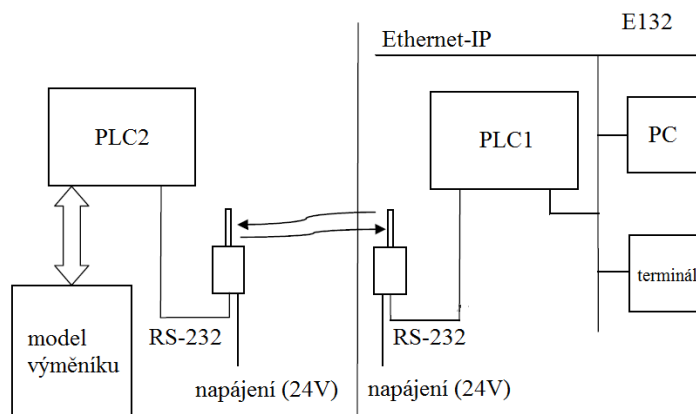 E132
Ethernet-IP
PLC2
PLC1
PC
terminál
model
výměníku
RS-232
RS-232
napájení (24V)
napájení (24V)